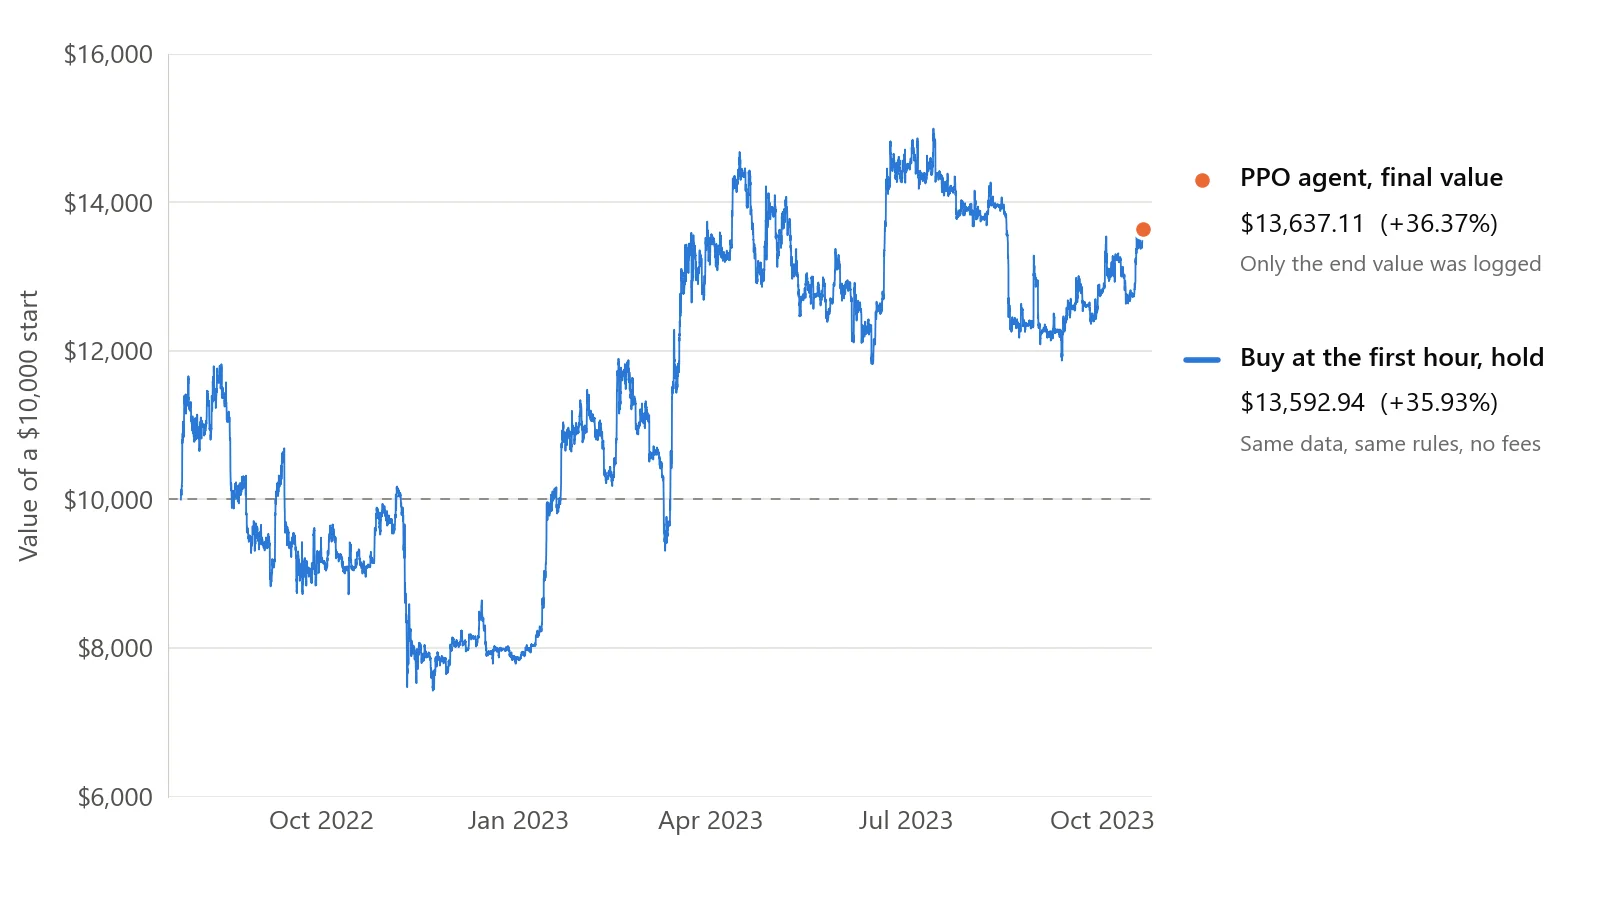 Value of a $10,000 start
$16,000
$14,000
$12,000
$10,000
$8,000
$6,000
Oct 2022
Jan 2023
Apr 2023
Jul 2023
Oct 2023
PPO agent, final value
$13,637.11 (+36.37%)
Only the end value was logged
Buy at the first hour, hold
$13,592.94 (+35.93%)
Same data, same rules, no fees